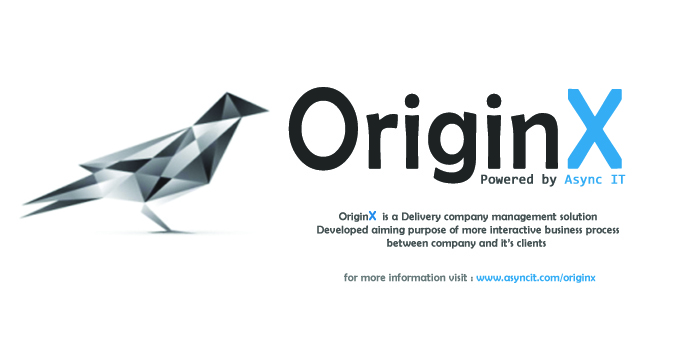 OriginX
Powered by Async IT
OriginX is a Delivery company management solution
Developed aiming purpose of more interactive business process
between company and it's clients
for more information visit : www.asyncit.com/originx